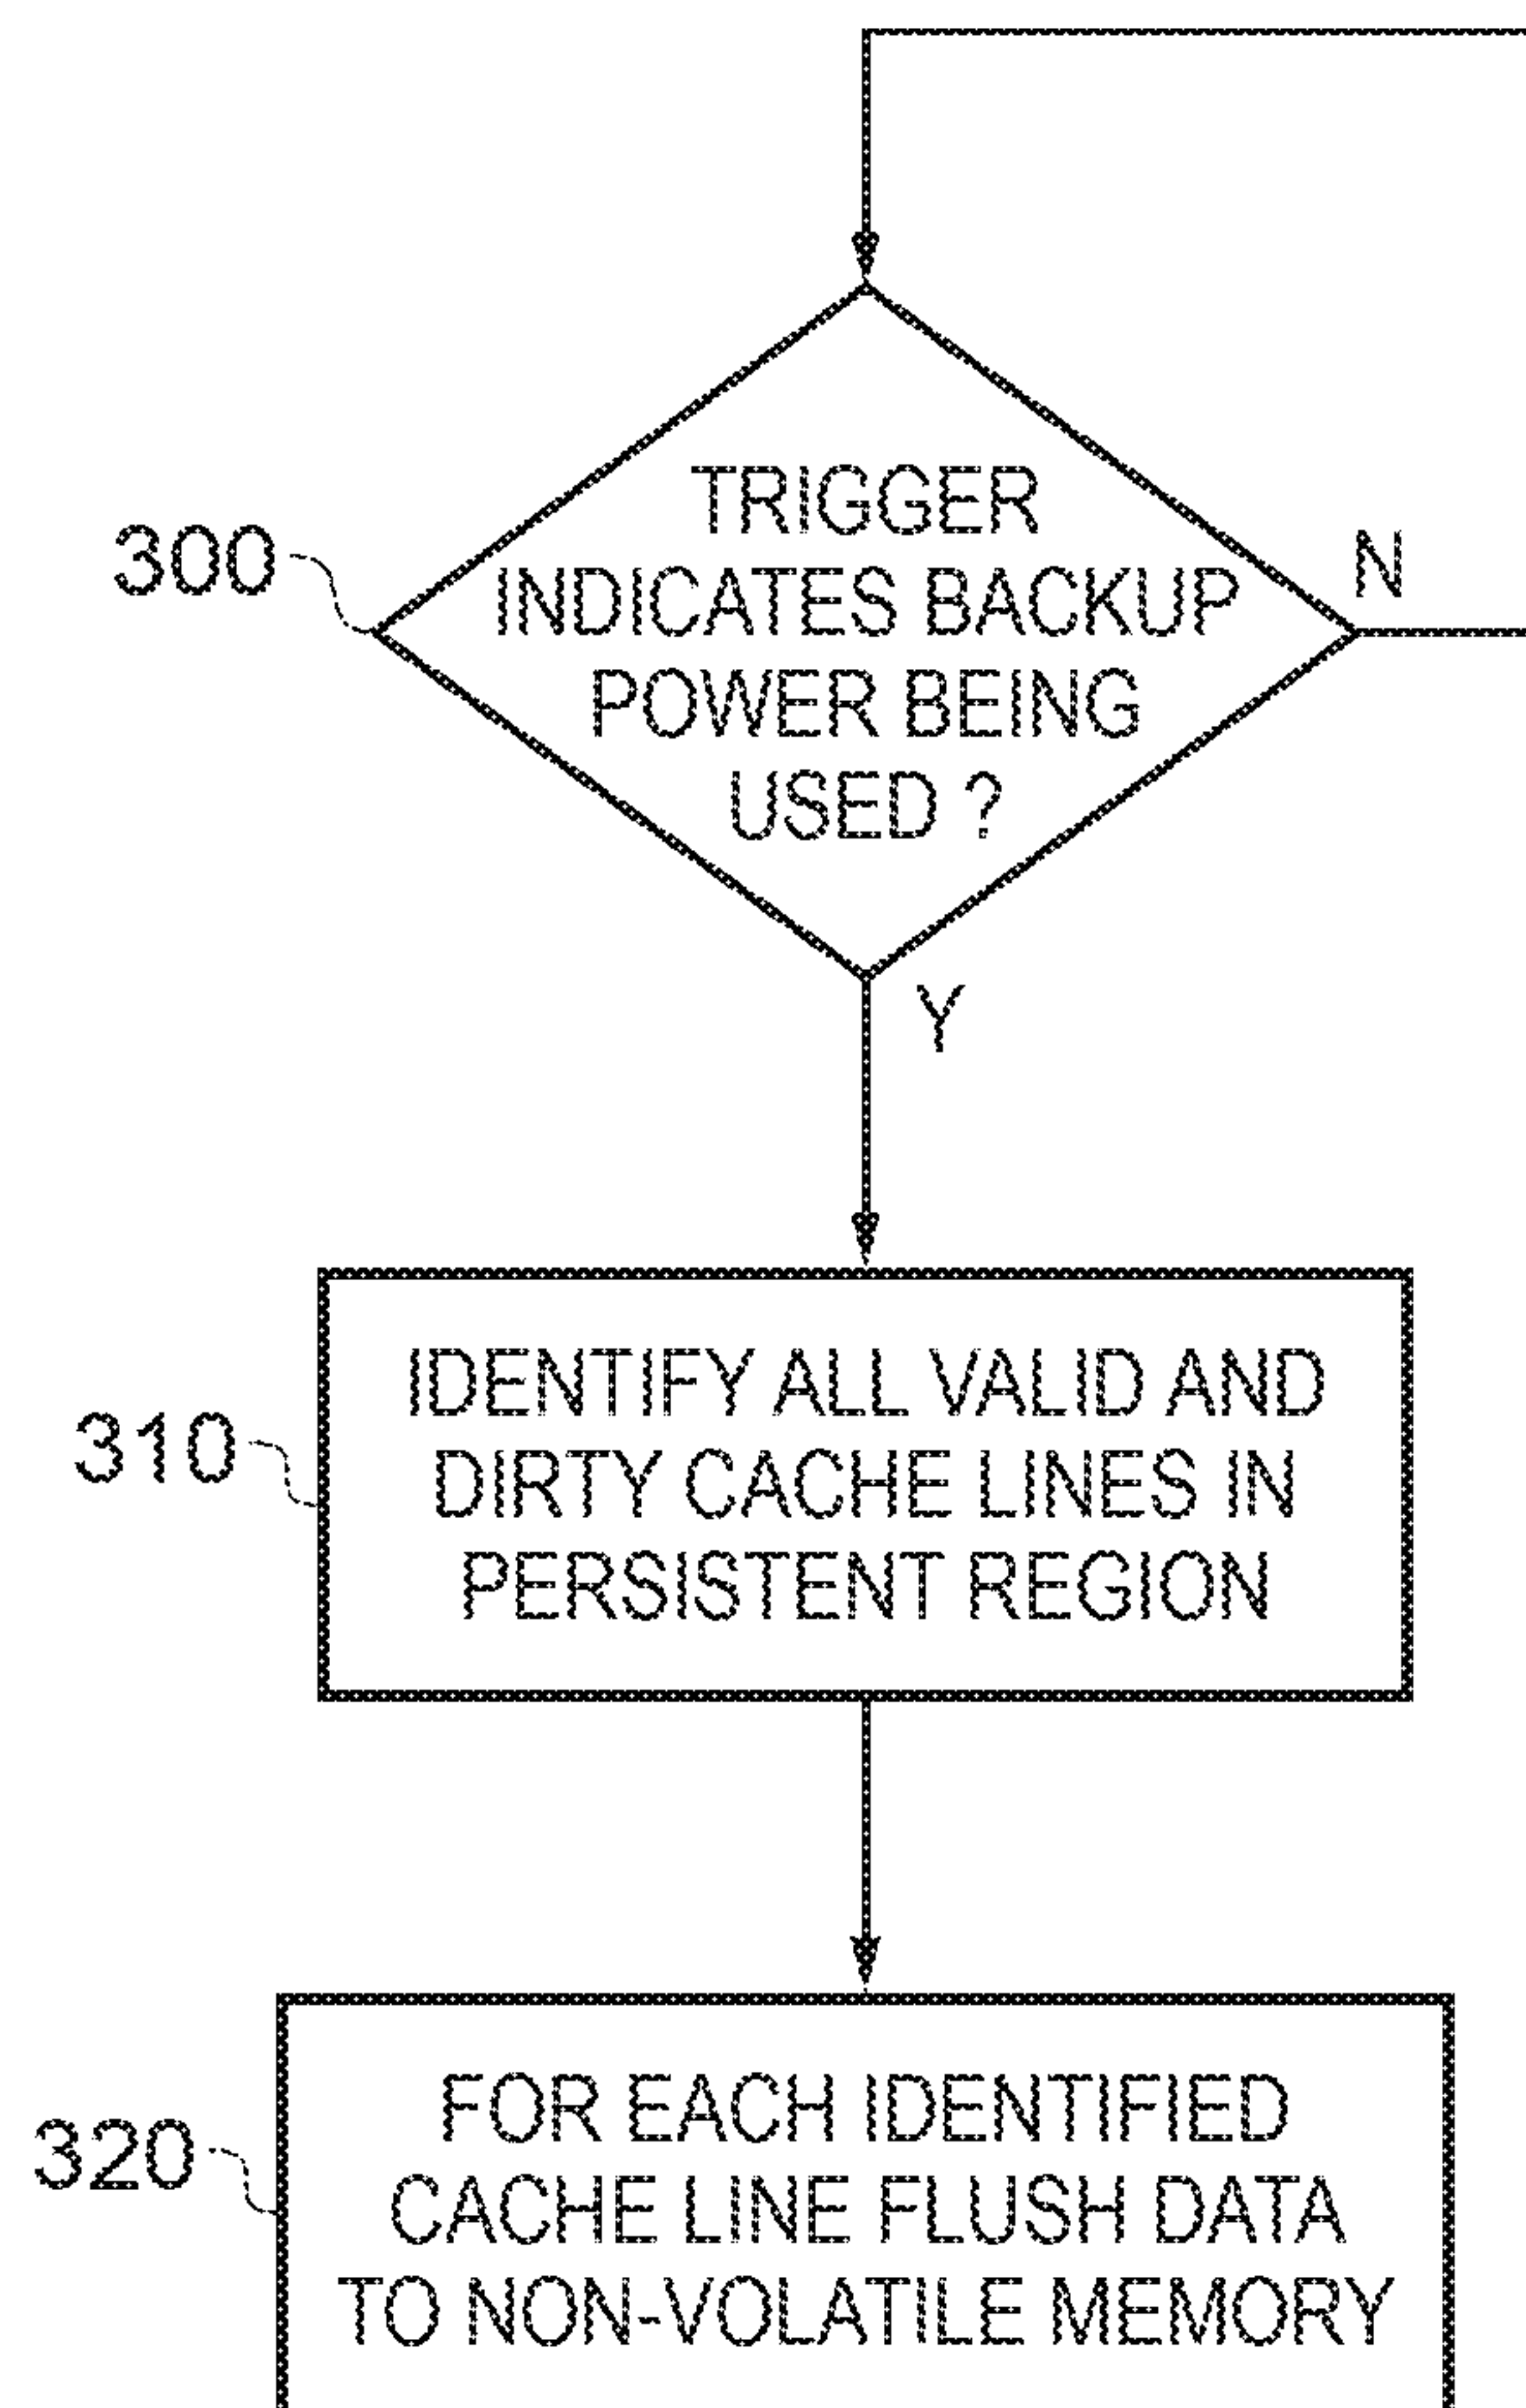 300
TRIGGER
INDICATES BACKUP
POWER BEING
USED ?
N
Y
310
IDENTIFY ALL VALID AND
DIRTY CACHE LINES IN
PERSISTENT REGION
320
FOR EACH IDENTIFIED
CACHE LINE FLUSH DATA
TO NON-VOLATILE MEMORY